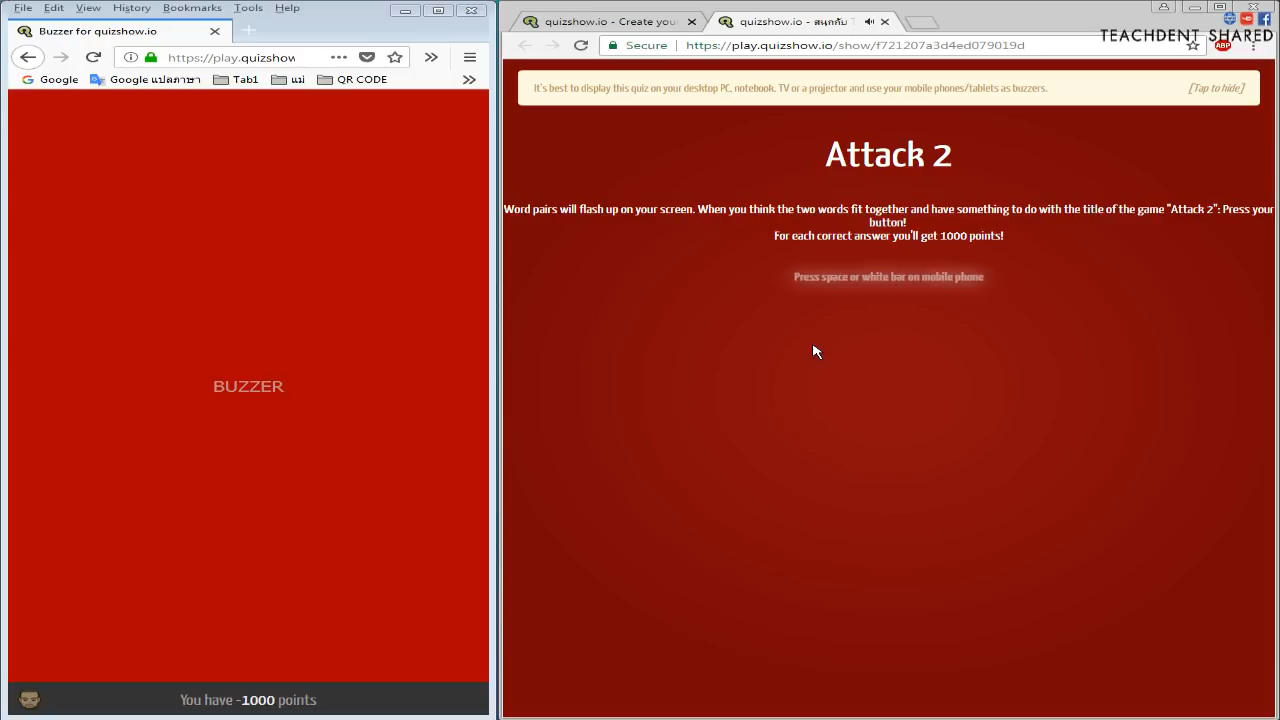 File Edit View History Bookmarks Tools Help
Buzzer for quizshow.io
https://play.quizshow
Google
Google แปลภาษา
Tab1
แม่
QR CODE
BUZZER
You have -1000 points
quizshow.io - Create your
quizshow.io - สนุกกับ
TEACHDENT SHARED
Secure
https://play.quizshow.io/show/f721207a3d4ed079019d
ABP
It's best to display this quiz on your desktop PC, notebook, TV or a projector and use your mobile phones/tablets as buzzers.
[Tap to hide]
Attack 2
Word pairs will flash up on your screen. When you think the two words fit together and have something to do with the title of the game "Attack 2": Press your
button!
For each correct answer you'll get 1000 points!
Press space or white bar on mobile phone